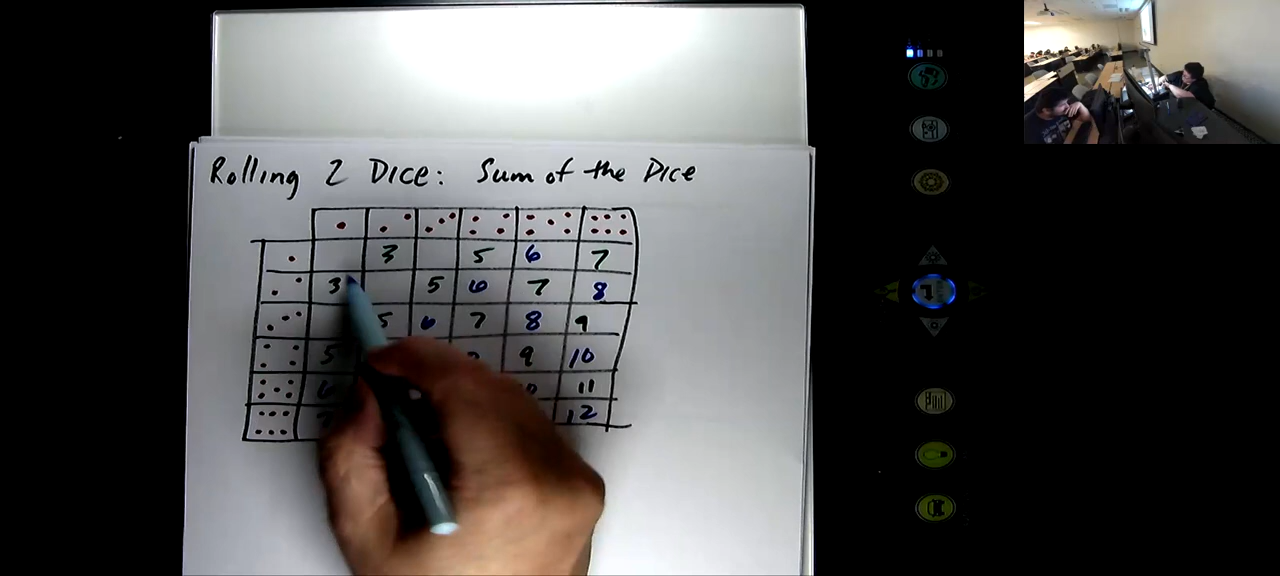 Rolling 2 Dice: Sum of the Dice
3 5 6 7
3 5 6 7 8
5 6 7 8 9
5 9 10
6 11
12